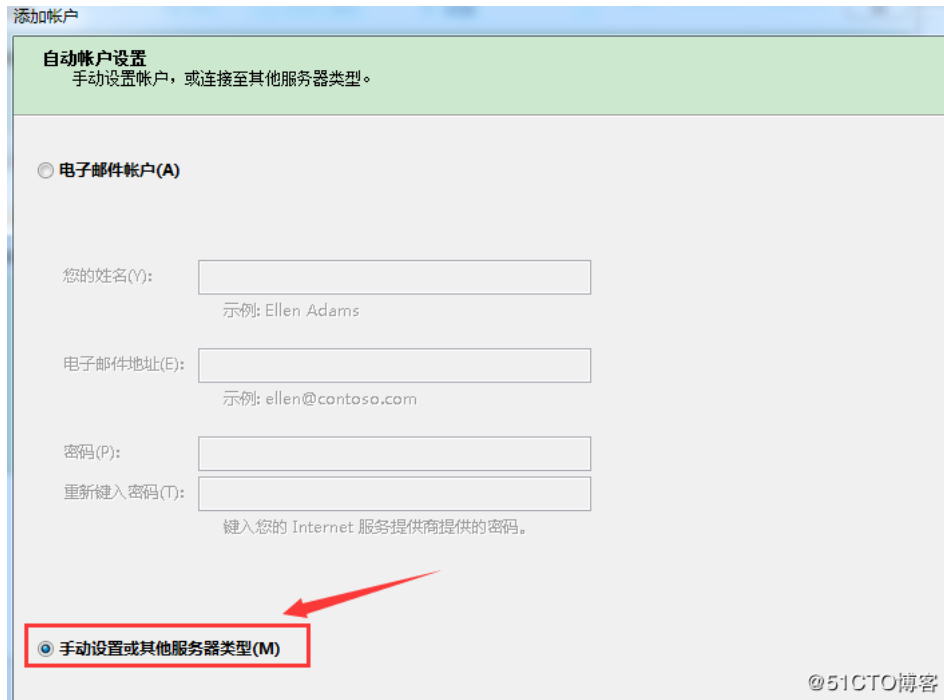 添加帐户
自动帐户设置
手动设置帐户，或连接至其他服务器类型。
电子邮件帐户(A)
您的姓名(Y):
示例: Ellen Adams
电子邮件地址(E):
示例: ellen@contoso.com
密码(P):
重新键入密码(T):
键入您的 Internet 服务提供商提供的密码。
手动设置或其他服务器类型(M)
@51CTO博客